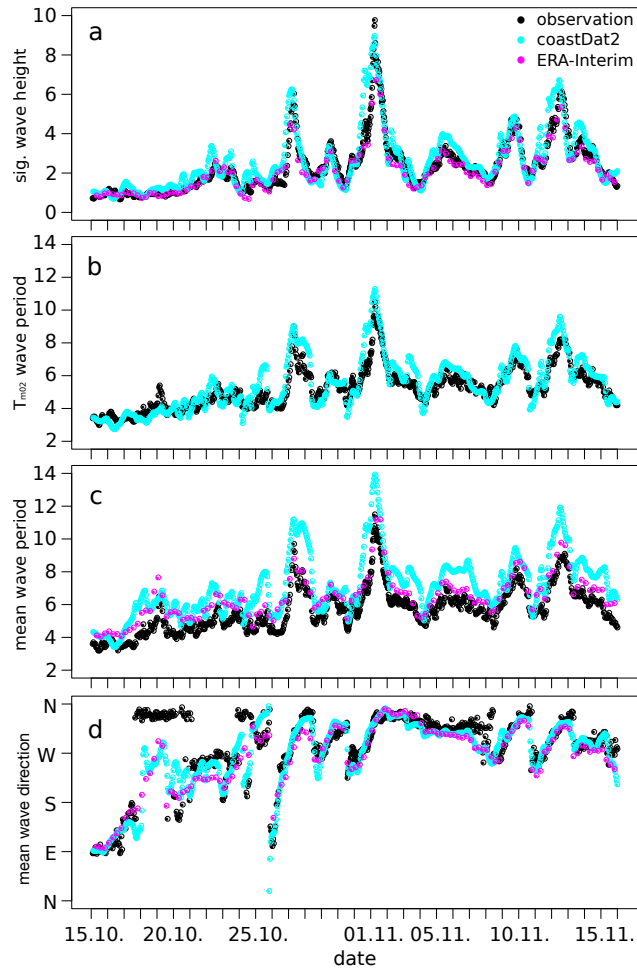 a
observation
coastDat2
ERA-Interim
sig. wave height
10
8
6
4
2
0
b
Tm02 wave period
14
12
10
8
6
4
2
c
mean wave period
14
12
10
8
6
4
2
d
mean wave direction
N
W
S
E
N
15.10. 20.10. 25.10. 01.11. 05.11. 10.11. 15.11.
date